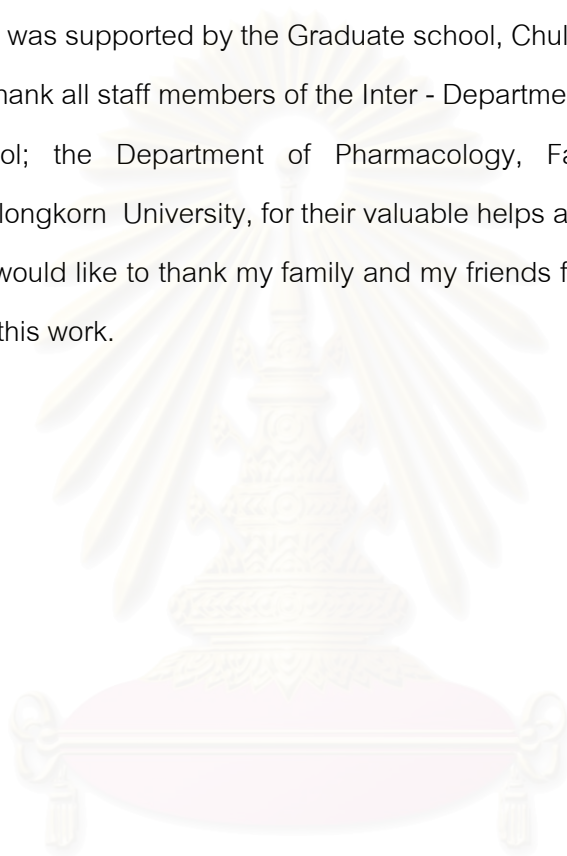 was supported by the Graduate school, Chul
hank all staff members of the Inter - Departme
ol; the Department of Pharmacology, Fa
longkorn University, for their valuable helps a
would like to thank my family and my friends f
this work.